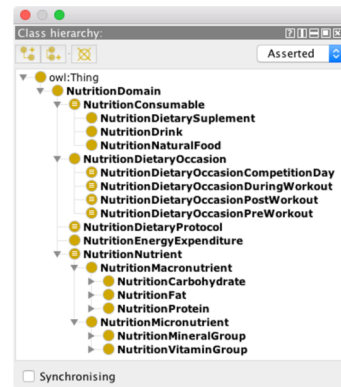 Class hierarchy:
Asserted
owl:Thing
NutritionDomain
NutritionConsumable
NutritionDietarySuplement
NutritionDrink
NutritionNaturalFood
NutritionDietaryOccasion
NutritionDietaryOccasionCompetitionDay
NutritionDietaryOccasionDuringWorkout
NutritionDietaryOccasionPostWorkout
NutritionDietaryOccasionPreWorkout
NutritionDietaryProtocol
NutritionEnergyExpenditure
NutritionNutrient
NutritionMacronutrient
NutritionCarbohydrate
NutritionFat
NutritionProtein
NutritionMicronutrient
NutritionMineralGroup
NutritionVitaminGroup
Synchronising